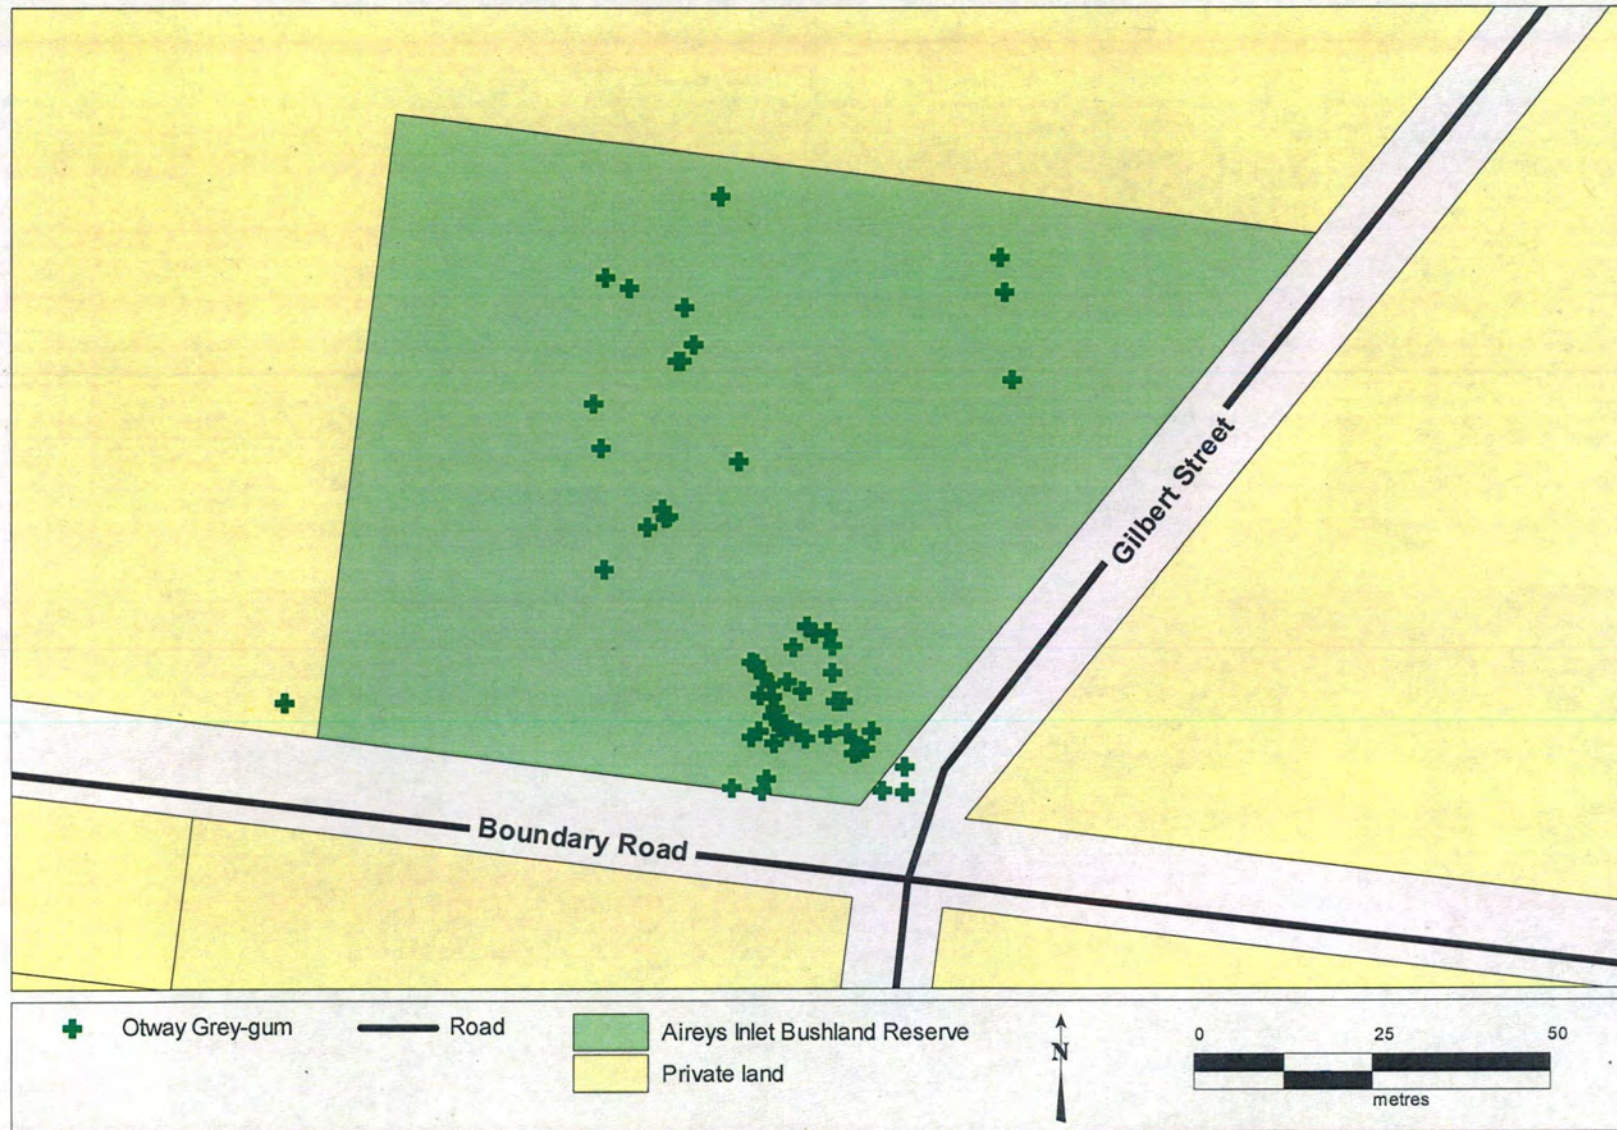 Gilbert Street
Boundary Road
Otway Grey-gum
Road
Aireys Inlet Bushland Reserve
Private land
N
0 25 50
metres